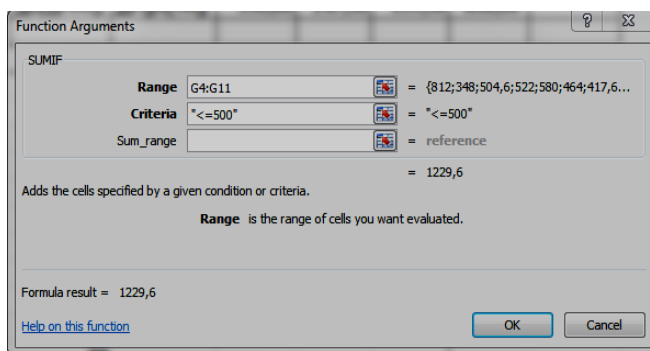 Function Arguments
SUMIF
Range G4:G11 = {812;348;504,6;522;580;464;417,6...
Criteria "<=500" = "<=500"
Sum_range = reference
= 1229,6
Adds the cells specified by a given condition or criteria.
Range is the range of cells you want evaluated.
Formula result = 1229,6
Help on this function
OK Cancel